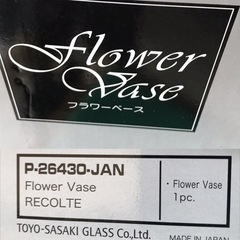 Flower
Vase
フラワーベース
P-26430-JAN
Flower Vase
RECOLTE
・Flower Vase
1pc.
TOYO-SASAKI GLASS Co.,Ltd.
MADE IN JAPAN